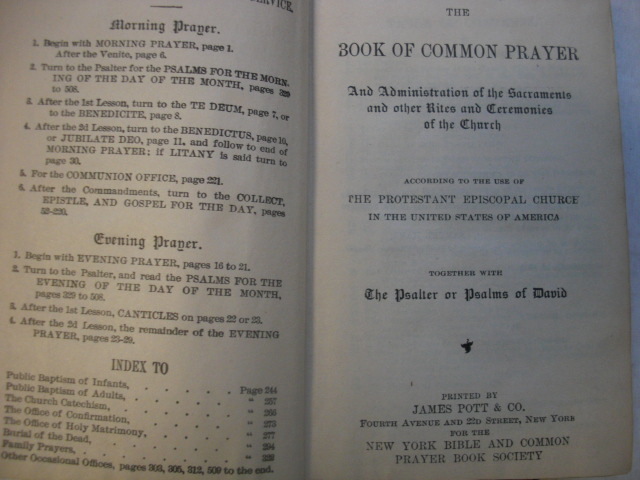 SERVICE.
Morning Prayer.
1. Begin with MORNING PRAYER, page 1.
After the Venite, page 6.
2. Turn to the Psalter for the PSALMS FOR THE MORN-
ING OF THE DAY OF THE MONTH, pages 329
to 508.
3. After the 1st Lesson, turn to the TE DEUM, page 7, or
to the BENEDICITE, page 8.
4. After the 2d Lesson, turn to the BENEDICTUS, page 10,
or JUBILATE DEO, page 11, and follow to end of
MORNING PRAYER; if LITANY is said turn to
page 30.
5. For the COMMUNION OFFICE, page 221.
6. After the Commandments, turn to the COLLECT,
EPISTLE, AND GOSPEL FOR THE DAY, pages
52-220.
Evening Prayer.
1. Begin with EVENING PRAYER, pages 16 to 21.
2. Turn to the Psalter, and read the PSALMS FOR THE
EVENING OF THE DAY OF THE MONTH,
pages 329 to 508.
3. After the 1st Lesson, CANTICLES on pages 22 or 23.
4. After the 2d Lesson, the remainder of the EVENING
PRAYER, pages 23-29.
INDEX TO
Public Baptism of Infants, . . . . . Page 244
Public Baptism of Adults, . . . . . " 257
The Church Catechism, . . . . . " 266
The Office of Confirmation, . . . . . " 273
The Office of Holy Matrimony, . . . . . " 277
Burial of the Dead, . . . . . " 294
Family Prayers, . . . . . " 322
Other Occasional Offices, pages 303, 305, 312, 509 to the end.
THE
BOOK OF COMMON PRAYER
And Administration of the Sacraments
and other Rites and Ceremonies
of the Church
ACCORDING TO THE USE OF
THE PROTESTANT EPISCOPAL CHURCH
IN THE UNITED STATES OF AMERICA
TOGETHER WITH
The Psalter or Psalms of David
PRINTED BY
JAMES POTT & CO.
FOURTH AVENUE AND 22D STREET, NEW YORK
FOR THE
NEW YORK BIBLE AND COMMON
PRAYER BOOK SOCIETY